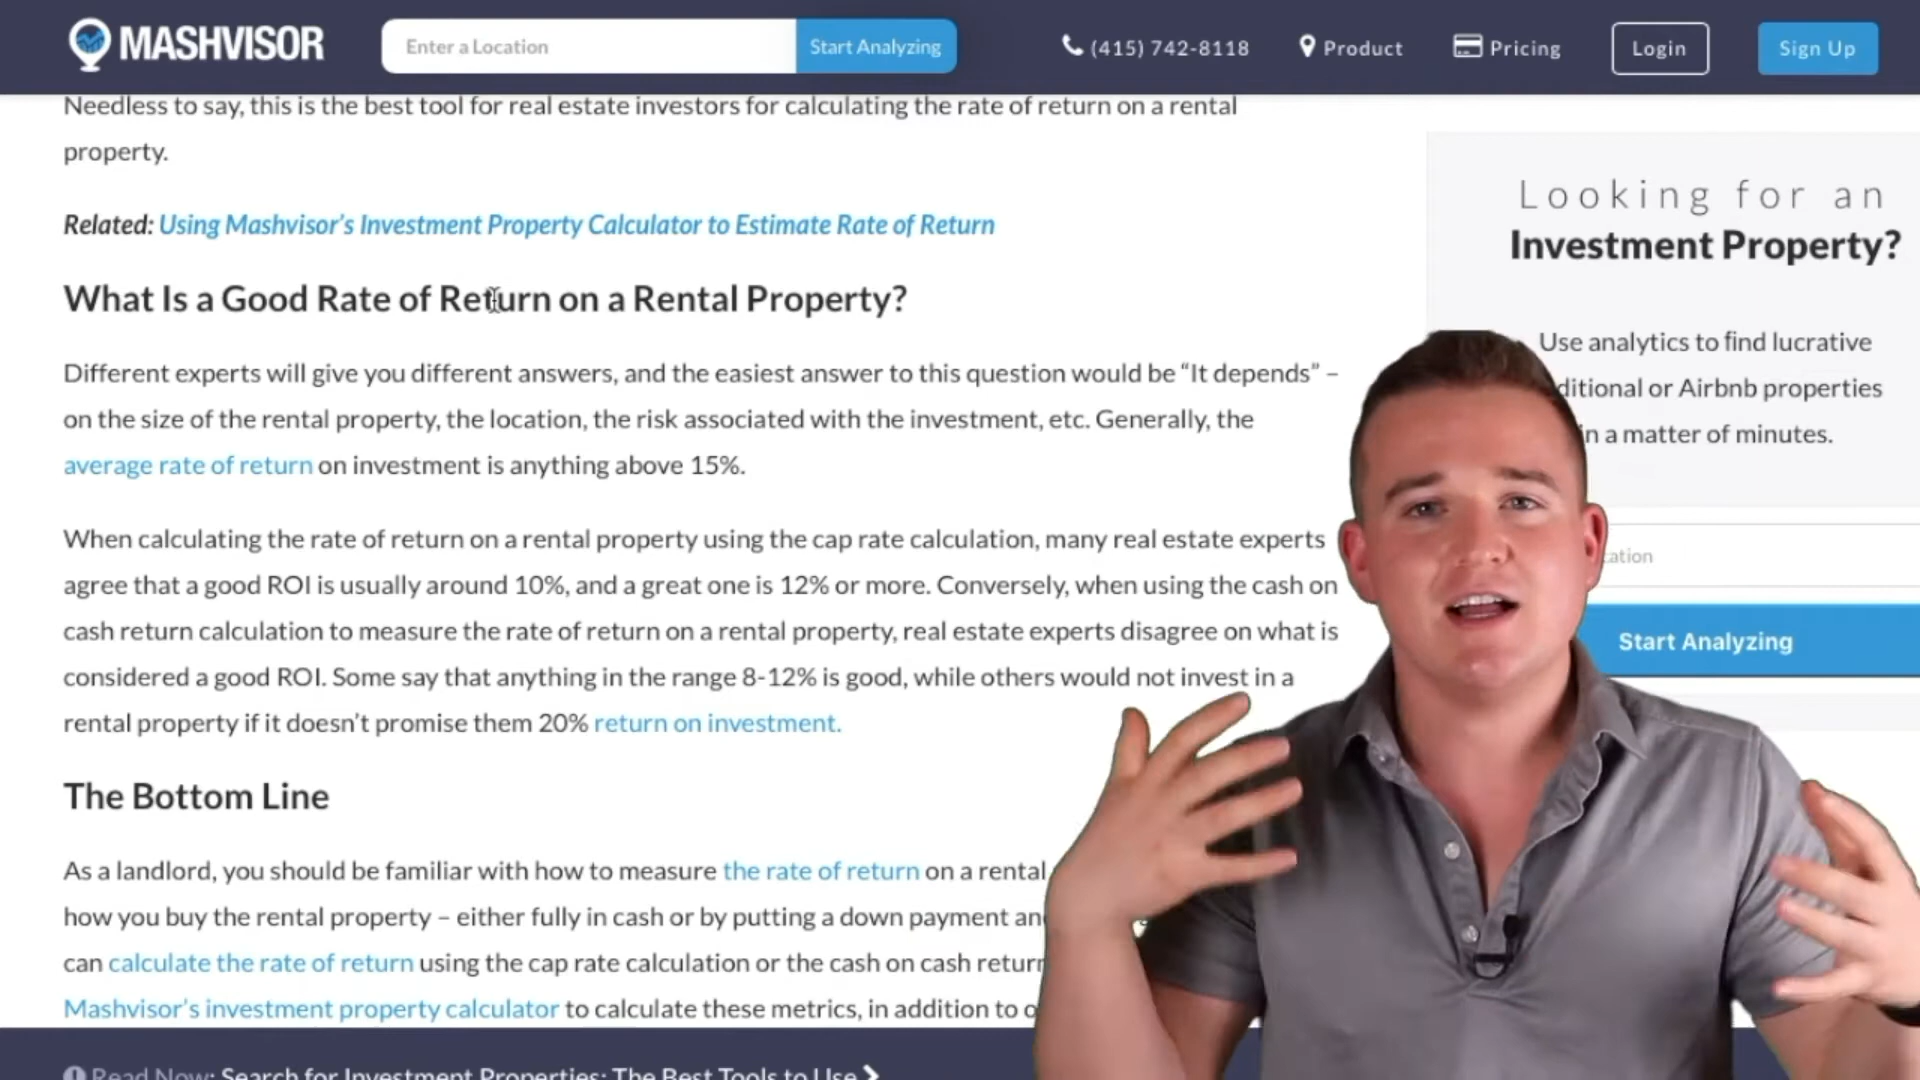 MASHVISOR
Enter a Location
Start Analyzing
(415) 742-8118
Product
Pricing
Login
Sign Up
Needless to say, this is the best tool for real estate investors for calculating the rate of return on a rental
property.
Related: Using Mashvisor's Investment Property Calculator to Estimate Rate of Return
What Is a Good Rate of Return on a Rental Property?
Different experts will give you different answers, and the easiest answer to this question would be “It depends” –
on the size of the rental property, the location, the risk associated with the investment, etc. Generally, the
average rate of return on investment is anything above 15%.
When calculating the rate of return on a rental property using the cap rate calculation, many real estate experts
agree that a good ROI is usually around 10%, and a great one is 12% or more. Conversely, when using the cash on
cash return calculation to measure the rate of return on a rental property, real estate experts disagree on what is
considered a good ROI. Some say that anything in the range 8-12% is good, while others would not invest in a
rental property if it doesn't promise them 20% return on investment.
The Bottom Line
As a landlord, you should be familiar with how to measure the rate of return on a rental
how you buy the rental property – either fully in cash or by putting a down payment
can calculate the rate of return using the cap rate calculation or the cash on cash
Mashvisor's investment property calculator to calculate these metrics, in addition to
Read Now: Search for Investment Properties: The Best Tools to Use
Looking for an
Investment Property?
Use analytics to find lucrative
or Airbnb properties
in a matter of minutes.
Start Analyzing